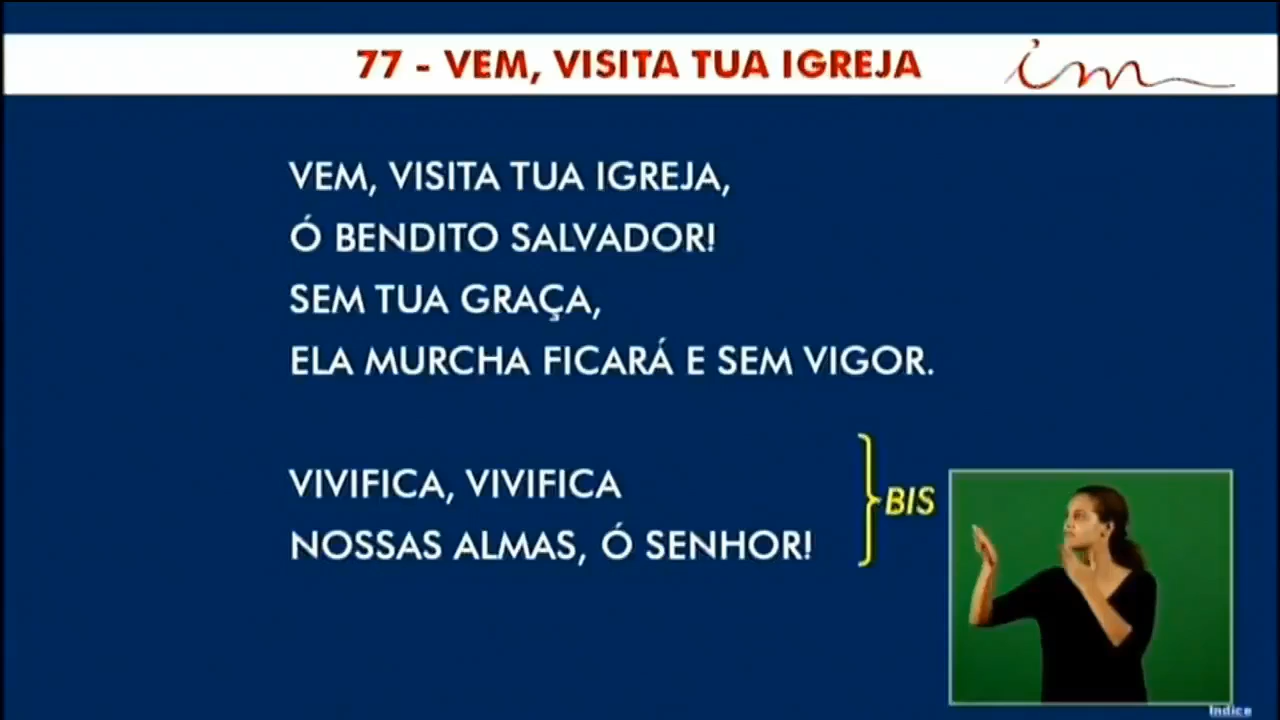 77 - VEM, VISITA TUA IGREJA
im
VEM, VISITA TUA IGREJA,
Ó BENDITO SALVADOR!
SEM TUA GRAÇA,
ELA MURCHA FICARÁ E SEM VIGOR.
VIVIFICA, VIVIFICA
NOSSAS ALMAS, Ó SENHOR!
BIS
Índice